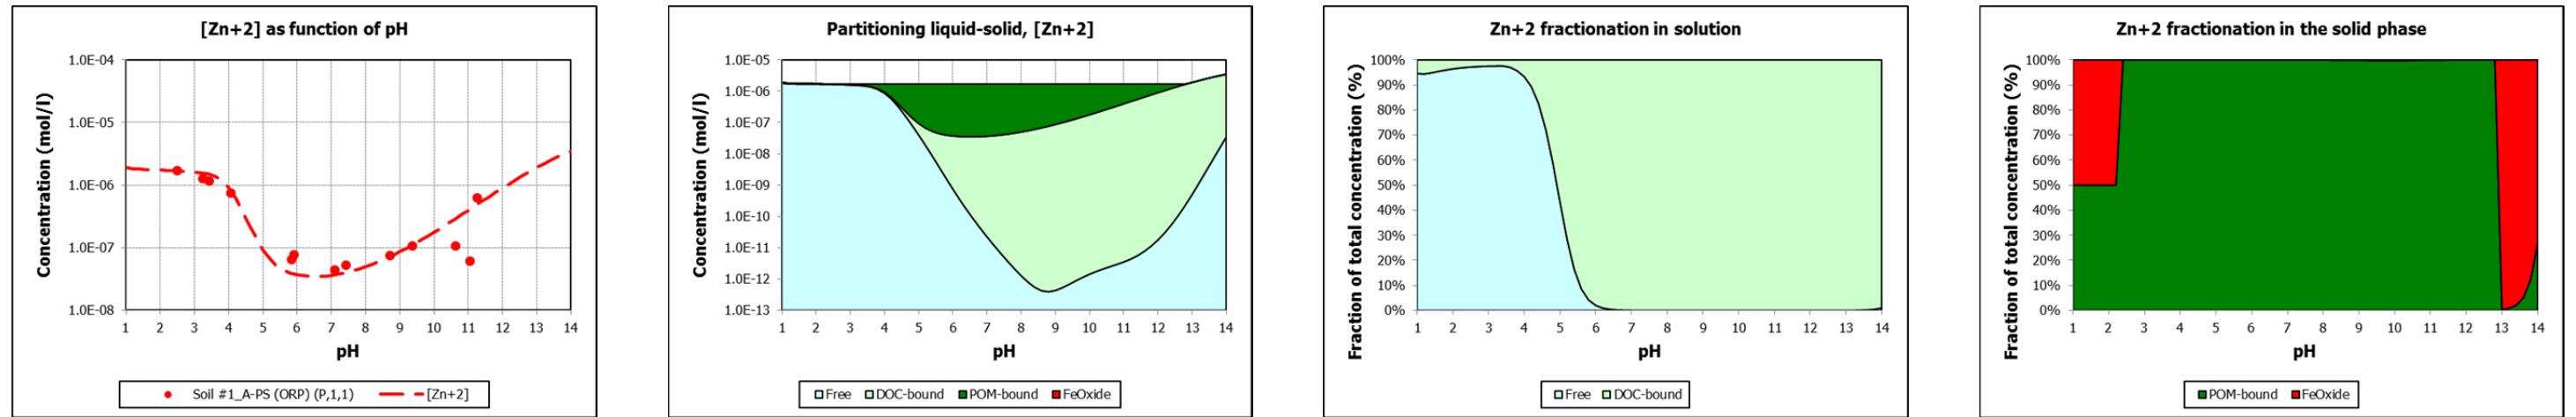 [Zn+2] as function of pH
Concentration (mol/l)
1.0E-04
1.0E-05
1.0E-06
1.0E-07
1.0E-08
1 2 3 4 5 6 7 8 9 10 11 12 13 14
pH
Soil #1_A-PS (ORP) (P,1,1) [Zn+2]
Partitioning liquid-solid, [Zn+2]
Concentration (mol/l)
1.0E-05
1.0E-06
1.0E-07
1.0E-08
1.0E-09
1.0E-10
1.0E-11
1.0E-12
1.0E-13
1 2 3 4 5 6 7 8 9 10 11 12 13 14
pH
Free DOC-bound POM-bound FeOxide
Zn+2 fractionation in solution
Fraction of total concentration (%)
100%
90%
80%
70%
60%
50%
40%
30%
20%
10%
0%
1 2 3 4 5 6 7 8 9 10 11 12 13 14
pH
Free DOC-bound
Zn+2 fractionation in the solid phase
Fraction of total concentration (%)
100%
90%
80%
70%
60%
50%
40%
30%
20%
10%
0%
1 2 3 4 5 6 7 8 9 10 11 12 13 14
pH
POM-bound FeOxide